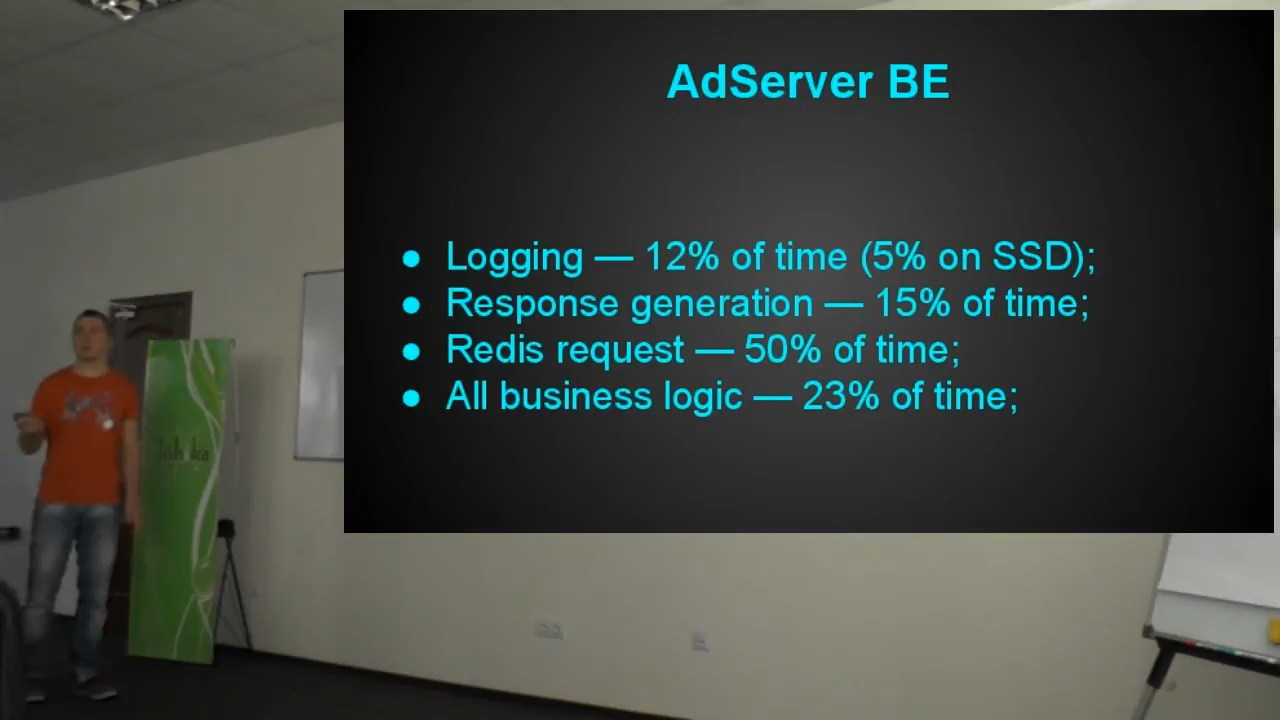 AdServer BE
● Logging — 12% of time (5% on SSD);
● Response generation — 15% of time;
● Redis request — 50% of time;
● All business logic — 23% of time;